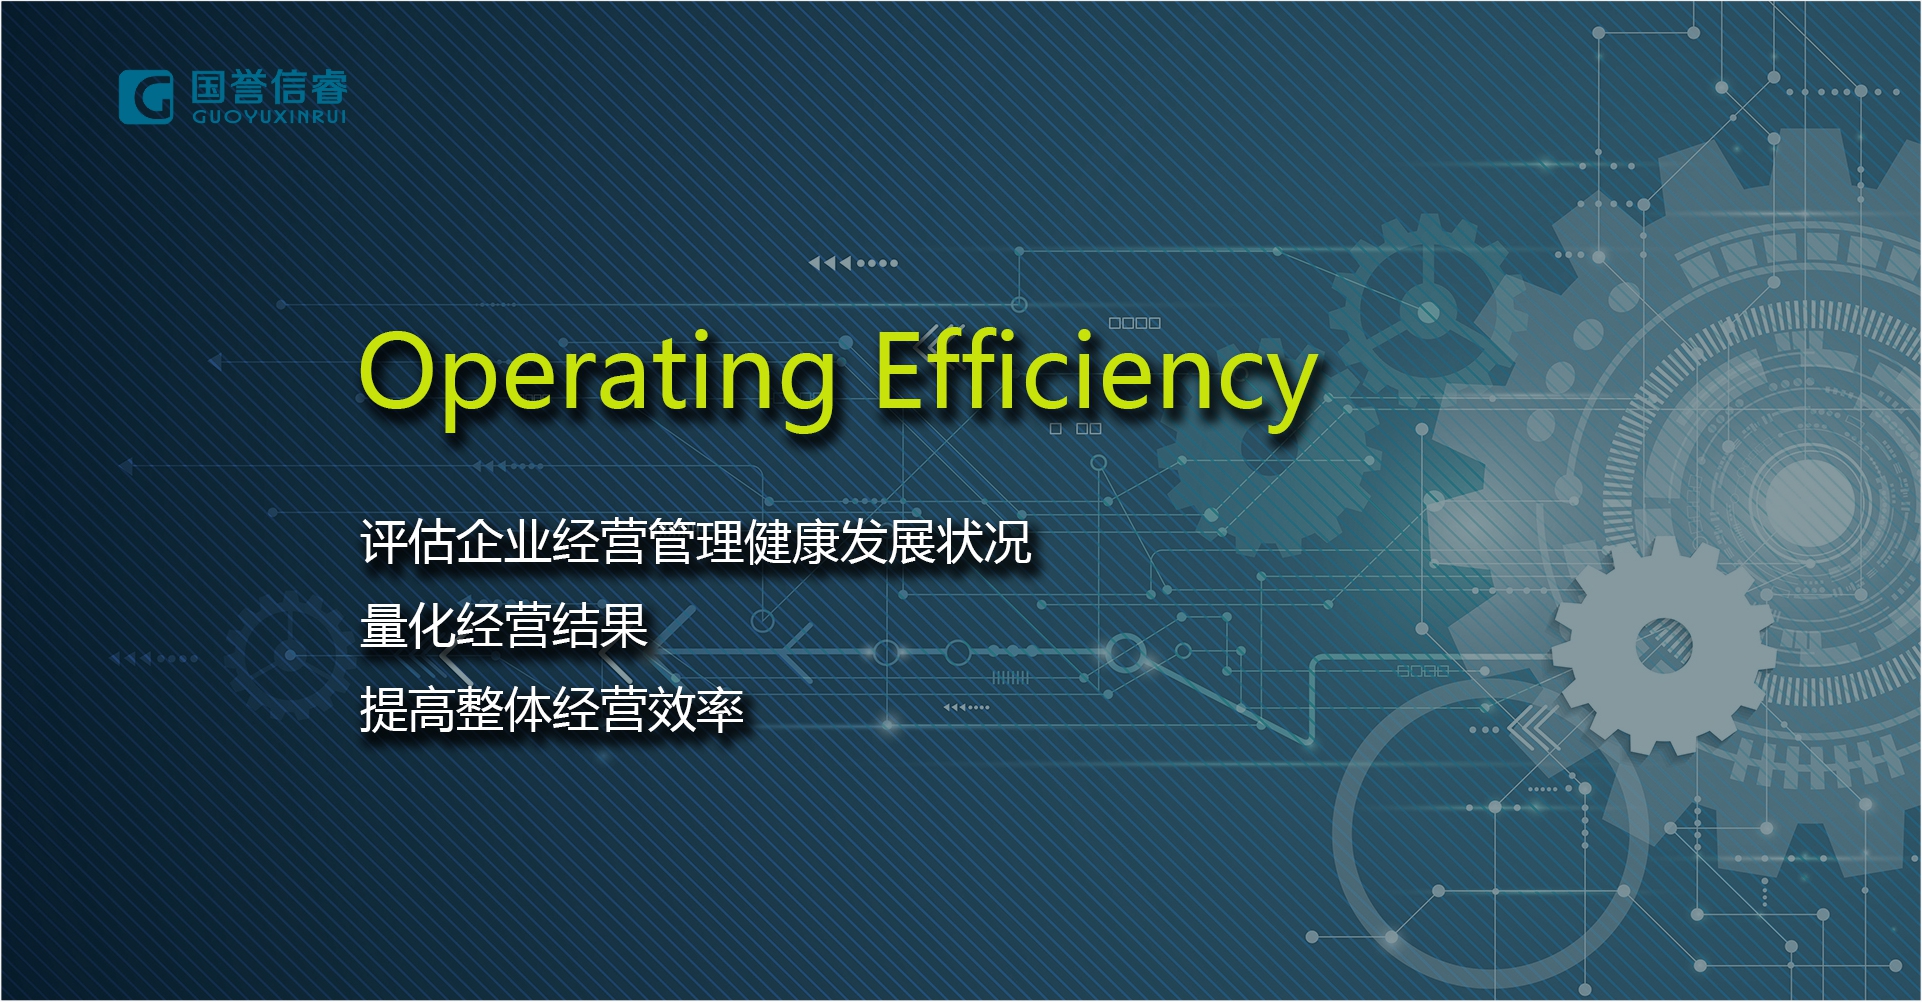 国誉信睿
GUOYUXINRUI
Operating Efficiency
评估企业经营管理健康发展状况
量化经营结果
提高整体经营效率